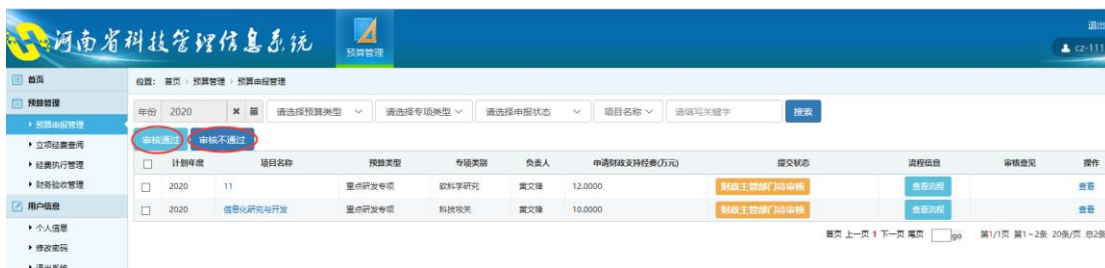 河南省科技管理信息系统
预算管理
退出
cz-111
首页
位置： 首页 › 预算管理 › 预算申报管理
预算管理
年份 2020 请选择预算类型 请选择专项类型 请选择申报状态 项目名称 请填写关键字 搜索
预算申报管理
审核通过 审核不通过
立项经费查阅
经费执行管理
财务验收管理
用户信息
个人信息
修改密码
退出系统
计划年度 项目名称 预算类型 专项类别 负责人 申请财政支持经费(万元) 提交状态 流程信息 审核意见 操作
2020 11 重点研发专项 软科学研究 黄文锋 12.0000 财政主管部门待审核 查看流程 查看
2020 信息化研究与开发 重点研发专项 科技攻关 黄文锋 10.0000 财政主管部门待审核 查看流程 查看
首页 上一页 1 下一页 尾页 go 第1/1页 第1~2条 20条/页 总2条